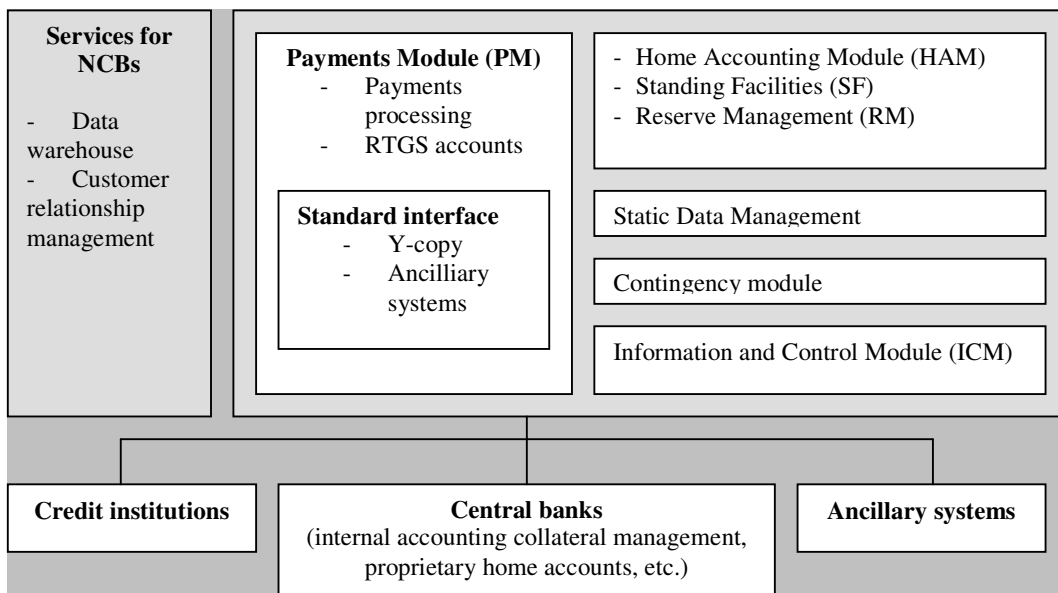 Services for
NCBs
- Data
warehouse
- Customer
relationship
management
Payments Module (PM)
- Payments
processing
- RTGS accounts
Standard interface
- Y-copy
- Ancilliary
systems
- Home Accounting Module (HAM)
- Standing Facilities (SF)
- Reserve Management (RM)
Static Data Management
Contingency module
Information and Control Module (ICM)
Credit institutions
Central banks
(internal accounting collateral management,
proprietary home accounts, etc.)
Ancillary systems